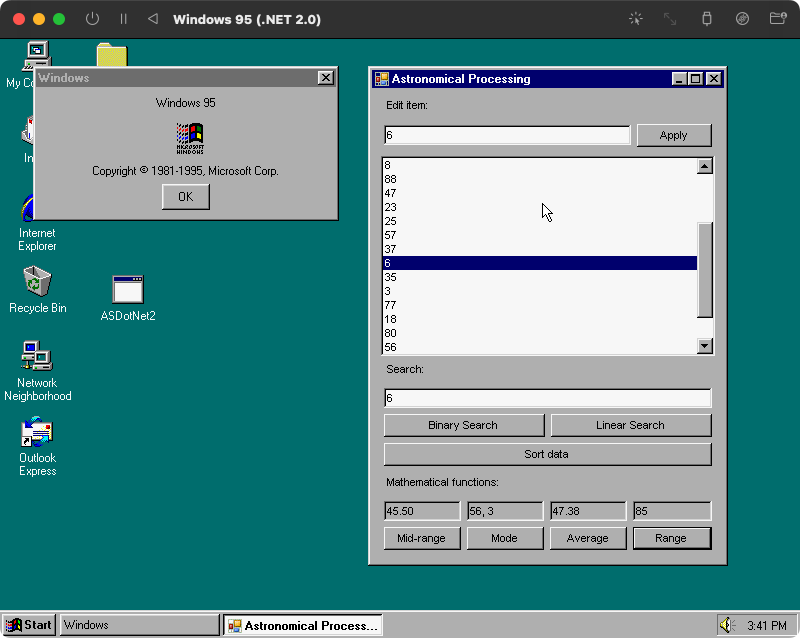 Windows 95 (.NET 2.0)
My Co
Windows
Windows 95
MICROSOFT
WINDOWS
Copyright © 1981-1995, Microsoft Corp.
OK
In
Internet
Explorer
Recycle Bin
ASDotNet2
Network
Neighborhood
Outlook
Express
Astronomical Processing
Edit item:
6
Apply
8
88
47
23
25
57
37
6
35
3
77
18
80
56
Search:
6
Binary Search
Linear Search
Sort data
Mathematical functions:
45.50
56, 3
47.38
85
Mid-range
Mode
Average
Range
Start
Windows
Astronomical Process...
3:41 PM